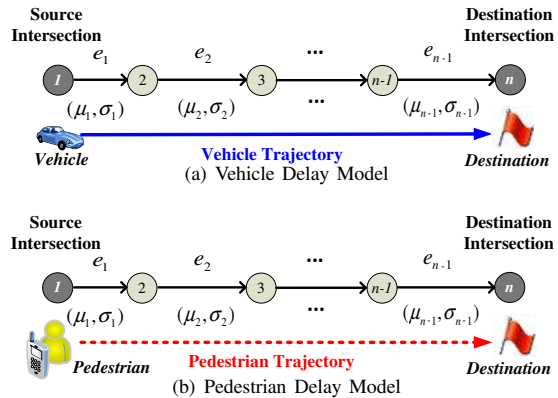 Source Intersection
Destination Intersection
e₁ e₂ ... eₙ₋₁
1 2 3 n-1 n
(μ₁,σ₁) (μ₂,σ₂) ... (μₙ₋₁,σₙ₋₁)
Vehicle
Vehicle Trajectory
Destination
(a) Vehicle Delay Model
Source Intersection
Destination Intersection
e₁ e₂ ... eₙ₋₁
1 2 3 n-1 n
(μ₁,σ₁) (μ₂,σ₂) ... (μₙ₋₁,σₙ₋₁)
Pedestrian
Pedestrian Trajectory
Destination
(b) Pedestrian Delay Model